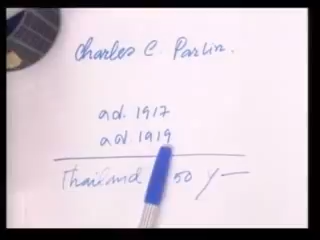 Charles C. Parlin.
ad. 1917
ad. 1919
Thailand 50 y